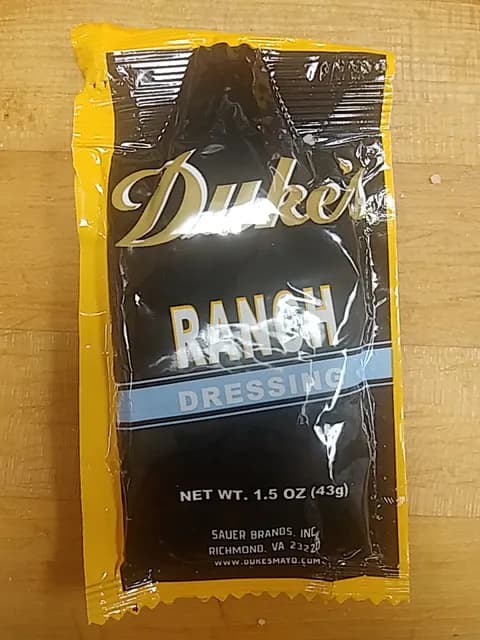 Duke's
RANCH
DRESSING
NET WT. 1.5 OZ (43g)
SAUER BRANDS, INC.
RICHMOND, VA 23220
WWW.DUKESMAYO.COM